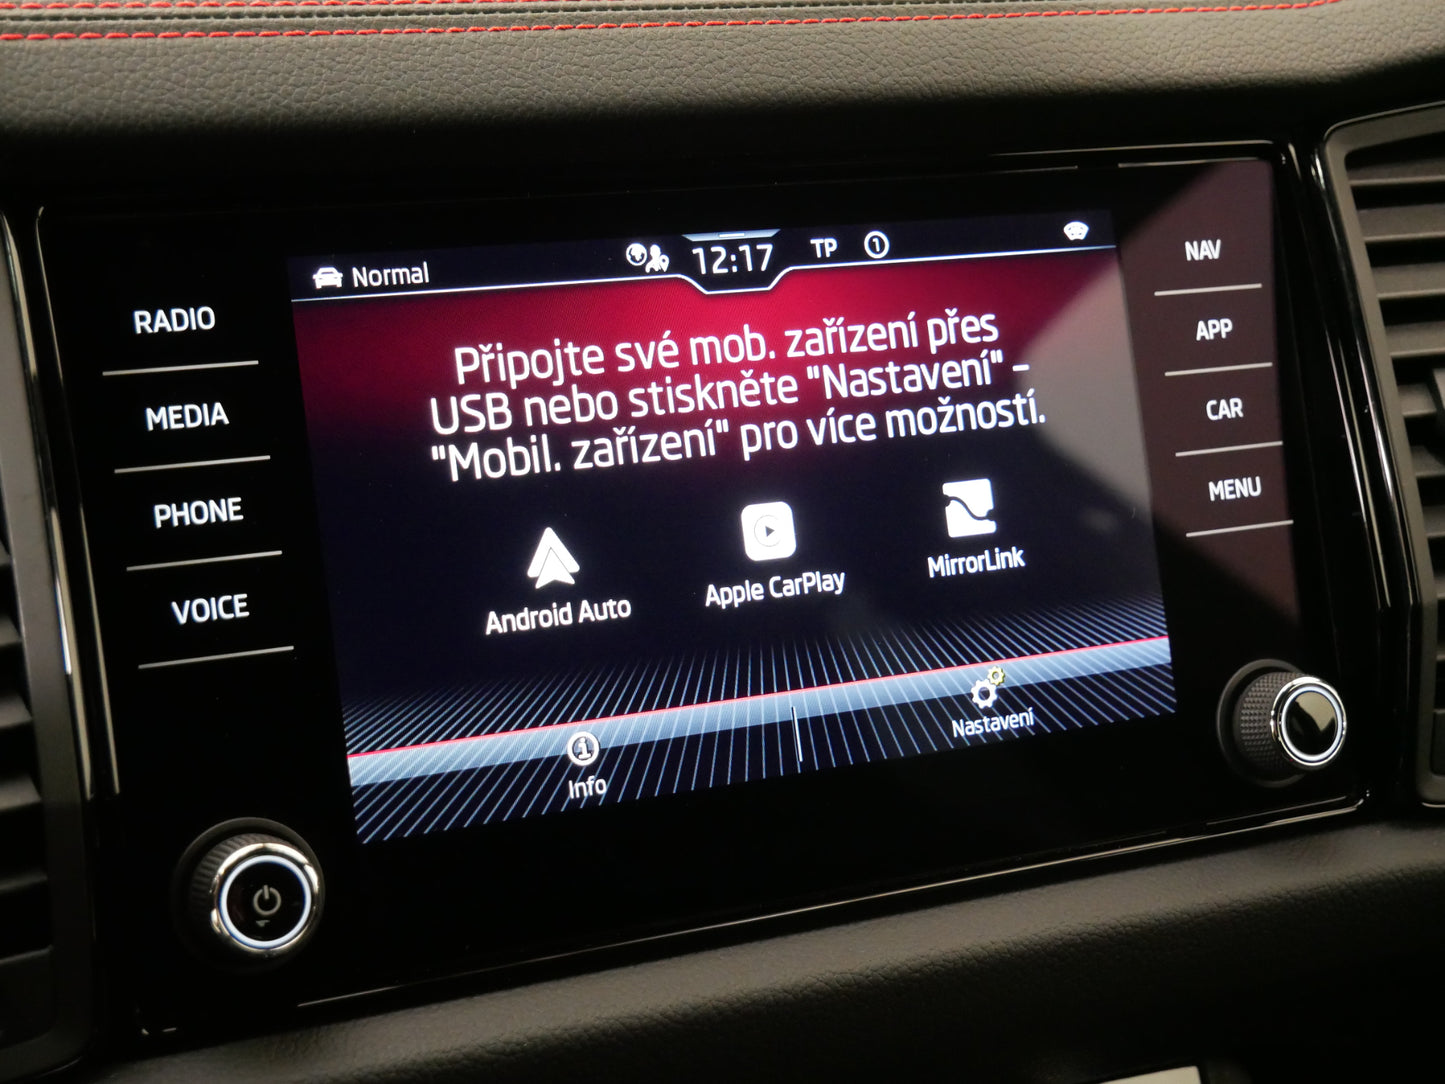 Normal
12:17
TP
1
RADIO
MEDIA
PHONE
VOICE
Připojte své mob. zařízení přes
USB nebo stiskněte "Nastavení" –
"Mobil. zařízení" pro více možností.
Android Auto
Apple CarPlay
MirrorLink
Info
Nastavení
NAV
APP
CAR
MENU